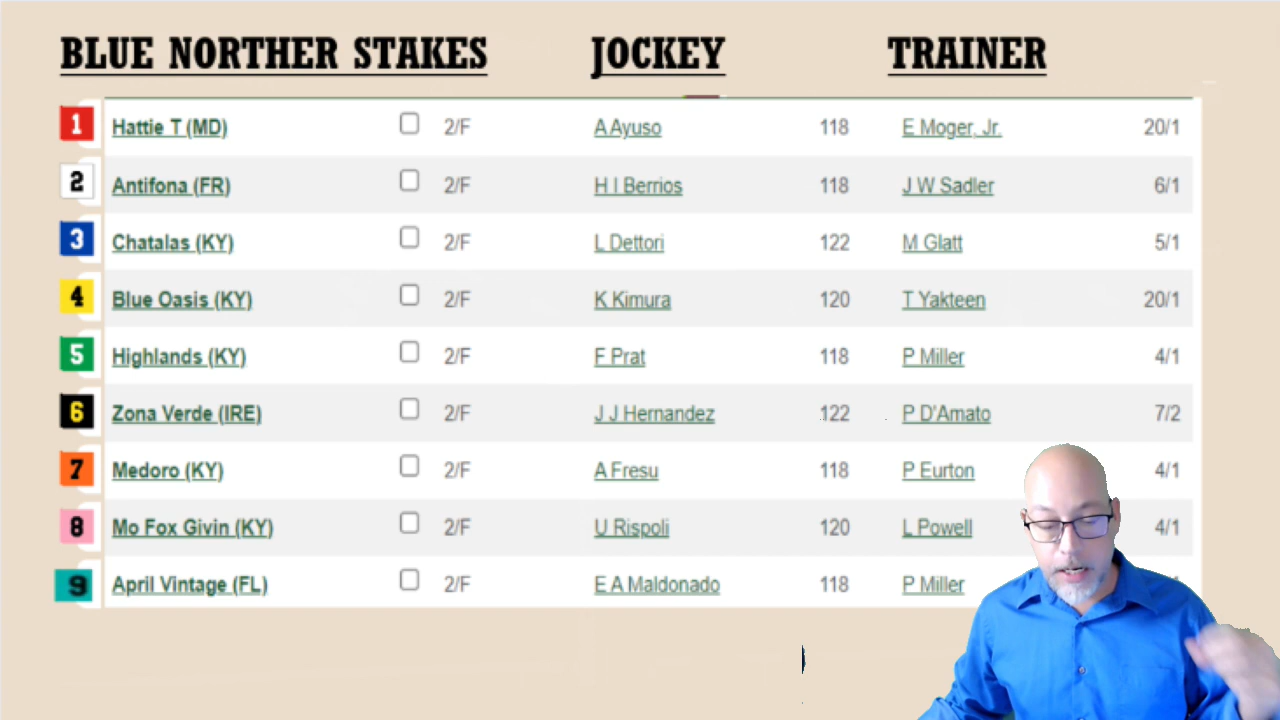 BLUE NORTHER STAKES JOCKEY TRAINER
1 Hattie T (MD) 2/F A Ayuso 118 E Moger, Jr. 20/1
2 Antifona (FR) 2/F H I Berrios 118 J W Sadler 6/1
3 Chatalas (KY) 2/F L Dettori 122 M Glatt 5/1
4 Blue Oasis (KY) 2/F K Kimura 120 T Yakteen 20/1
5 Highlands (KY) 2/F F Prat 118 P Miller 4/1
6 Zona Verde (IRE) 2/F J J Hernandez 122 P D'Amato 7/2
7 Medoro (KY) 2/F A Fresu 118 P Eurton 4/1
8 Mo Fox Givin (KY) 2/F U Rispoli 120 L Powell 4/1
9 April Vintage (FL) 2/F E A Maldonado 118 P Miller